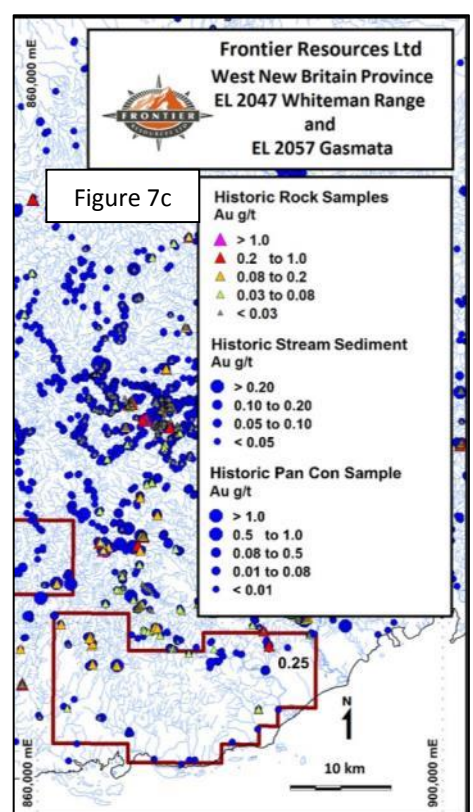 860,000 mE
Frontier Resources Ltd
West New Britain Province
EL 2047 Whiteman Range
and
EL 2057 Gasmata
FRONTIER
RESOURCES LTD
Figure 7c
Historic Rock Samples
Au g/t
> 1.0
0.2 to 1.0
0.08 to 0.2
0.03 to 0.08
< 0.03
Historic Stream Sediment
Au g/t
> 0.20
0.10 to 0.20
0.05 to 0.10
< 0.05
Historic Pan Con Sample
Au g/t
> 1.0
0.5 to 1.0
0.08 to 0.5
0.01 to 0.08
< 0.01
0.25
N
10 km
860,000 mE
900,000 mE